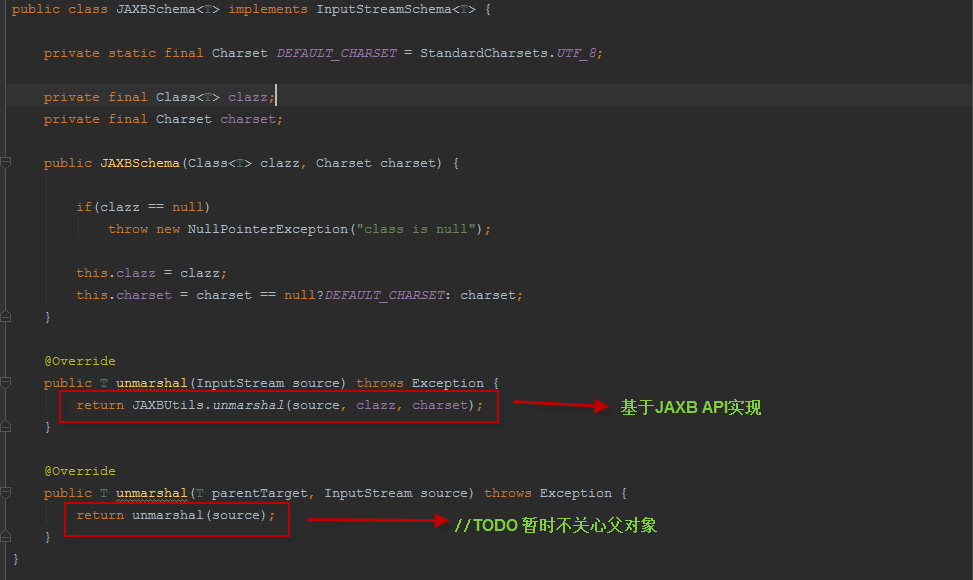 public class JAXBSchema<T> implements InputStreamSchema<T> {
private static final Charset DEFAULT_CHARSET = StandardCharsets.UTF_8;
private final Class<T> clazz;
private final Charset charset;
public JAXBSchema(Class<T> clazz, Charset charset) {
if(clazz == null)
throw new NullPointerException("class is null");
this.clazz = clazz;
this.charset = charset == null?DEFAULT_CHARSET: charset;
}
@Override
public T unmarshal(InputStream source) throws Exception {
return JAXBUtils.unmarshal(source, clazz, charset); 基于JAXB API实现
}
@Override
public T unmarshal(T parentTarget, InputStream source) throws Exception {
return unmarshal(source); //TODO 暂时不关心父对象
}
}